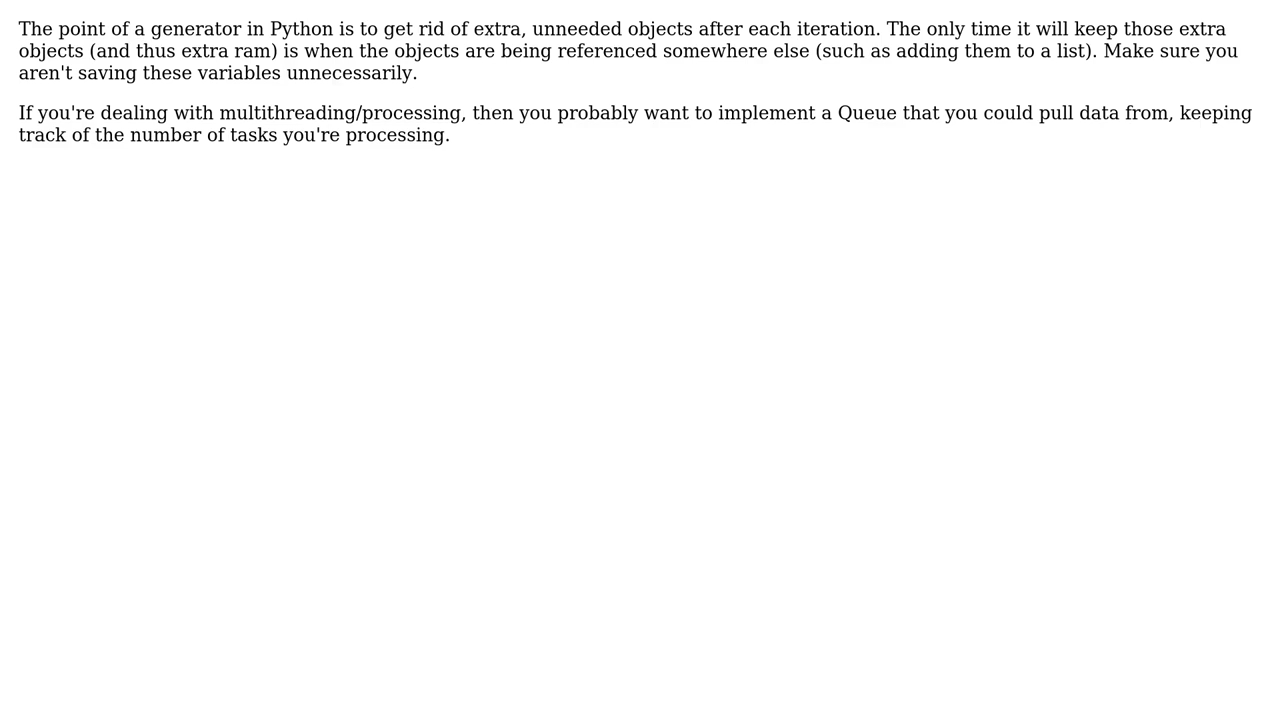 The point of a generator in Python is to get rid of extra, unneeded objects after each iteration. The only time it will keep those extra
objects (and thus extra ram) is when the objects are being referenced somewhere else (such as adding them to a list). Make sure you
aren't saving these variables unnecessarily.
If you're dealing with multithreading/processing, then you probably want to implement a Queue that you could pull data from, keeping
track of the number of tasks you're processing.